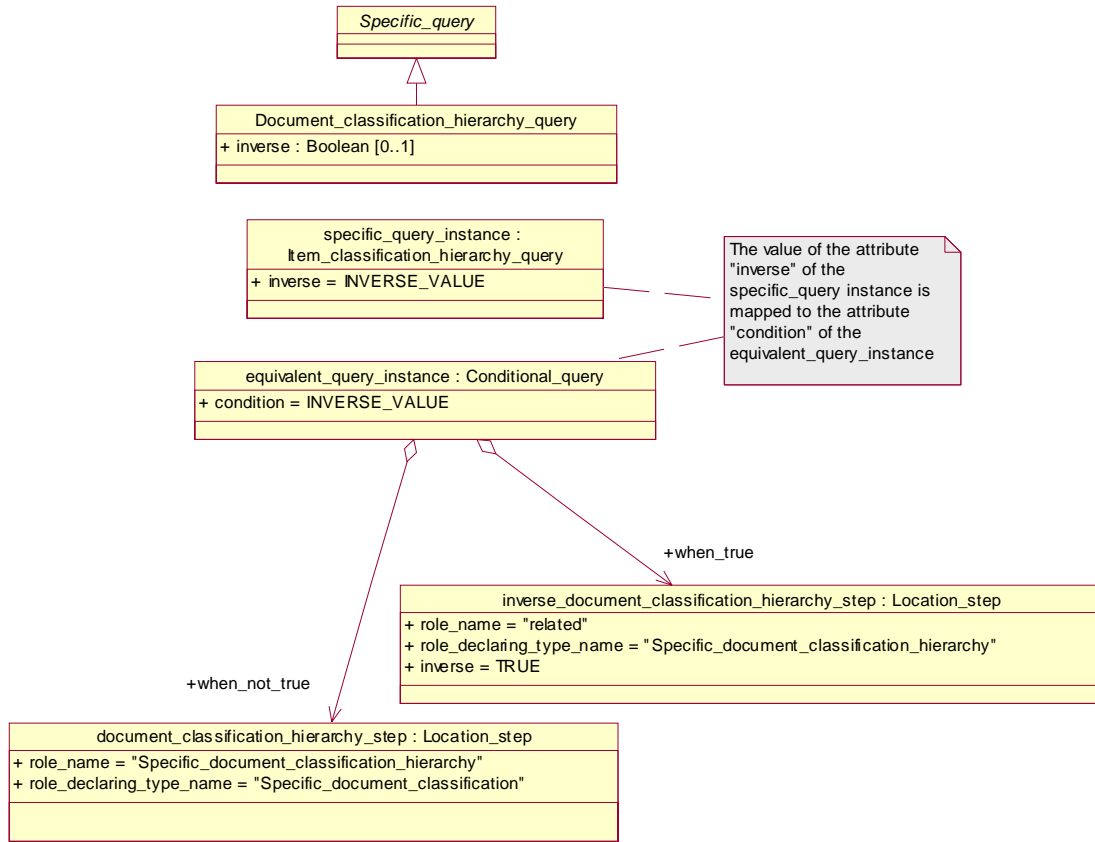 Specific_query
Document_classification_hierarchy_query
+ inverse : Boolean [0..1]
specific_query_instance :
Item_classification_hierarchy_query
+ inverse = INVERSE_VALUE
The value of the attribute
"inverse" of the
specific_query instance is
mapped to the attribute
"condition" of the
equivalent_query_instance
equivalent_query_instance : Conditional_query
+ condition = INVERSE_VALUE
+when_true
inverse_document_classification_hierarchy_step : Location_step
+ role_name = "related"
+ role_declaring_type_name = "Specific_document_classification_hierarchy"
+ inverse = TRUE
+when_not_true
document_classification_hierarchy_step : Location_step
+ role_name = "Specific_document_classification_hierarchy"
+ role_declaring_type_name = "Specific_document_classification"